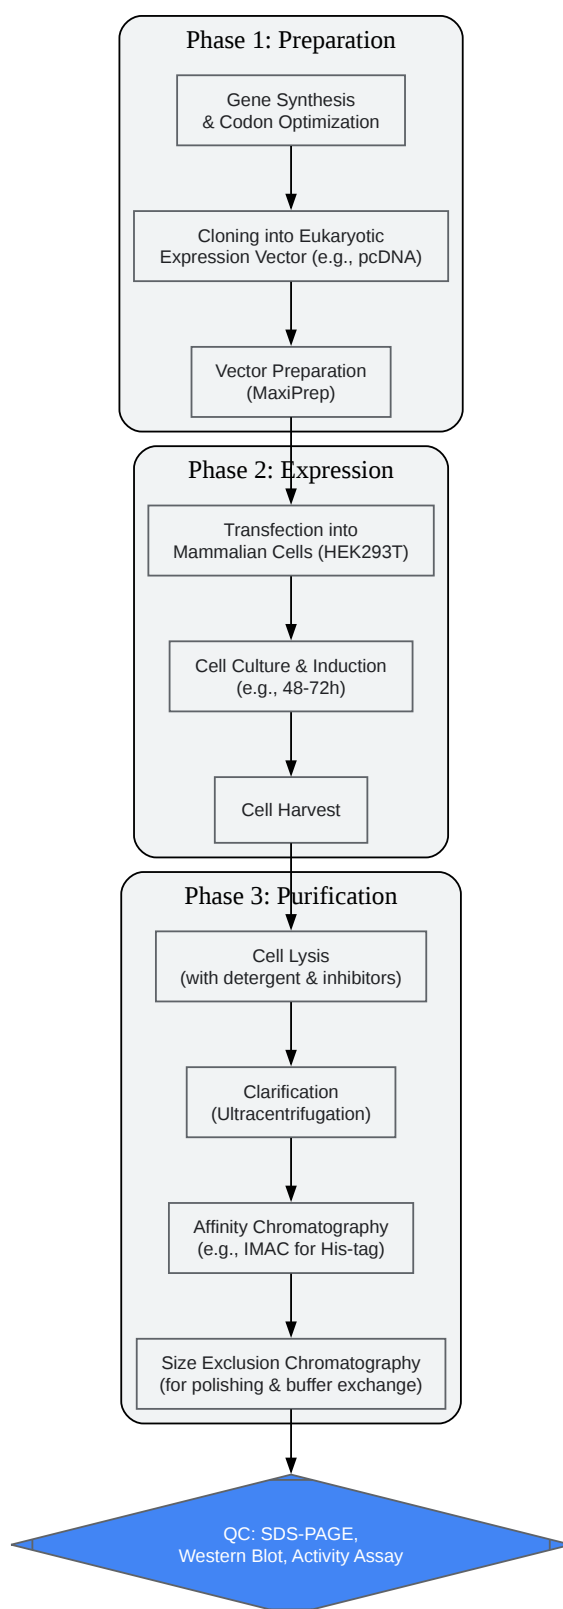 Phase 1: Preparation
Gene Synthesis
& Codon Optimization
Cloning into Eukaryotic
Expression Vector (e.g., pcDNA)
Vector Preparation
(MaxiPrep)
Phase 2: Expression
Transfection into
Mammalian Cells (HEK293T)
Cell Culture & Induction
(e.g., 48-72h)
Cell Harvest
Phase 3: Purification
Cell Lysis
(with detergent & inhibitors)
Clarification
(Ultracentrifugation)
Affinity Chromatography
(e.g., IMAC for His-tag)
Size Exclusion Chromatography
(for polishing & buffer exchange)
QC: SDS-PAGE,
Western Blot, Activity Assay